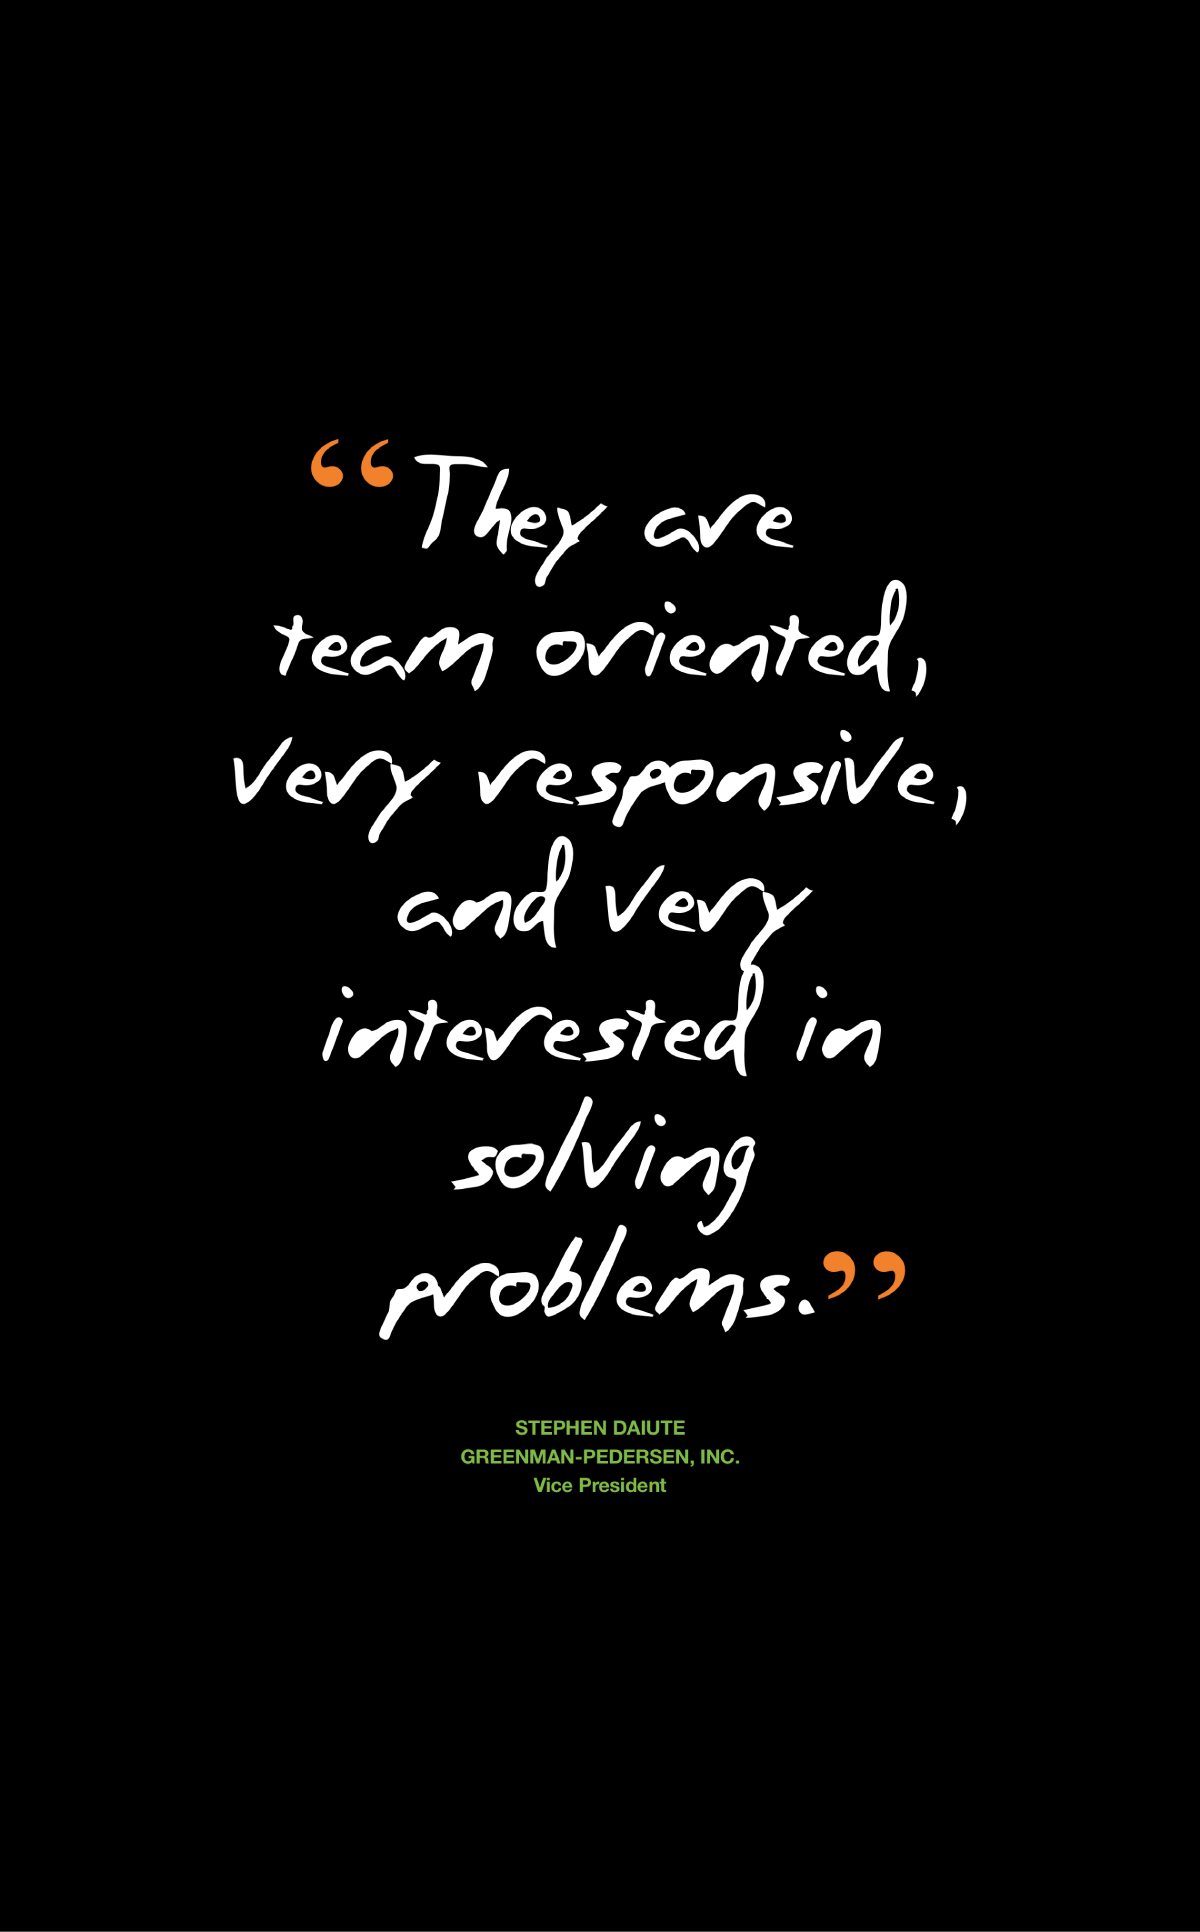 “They are
team oriented,
very responsive,
and very
interested in
solving
problems.”
STEPHEN DAIUTE
GREENMAN-PEDERSEN, INC.
Vice President